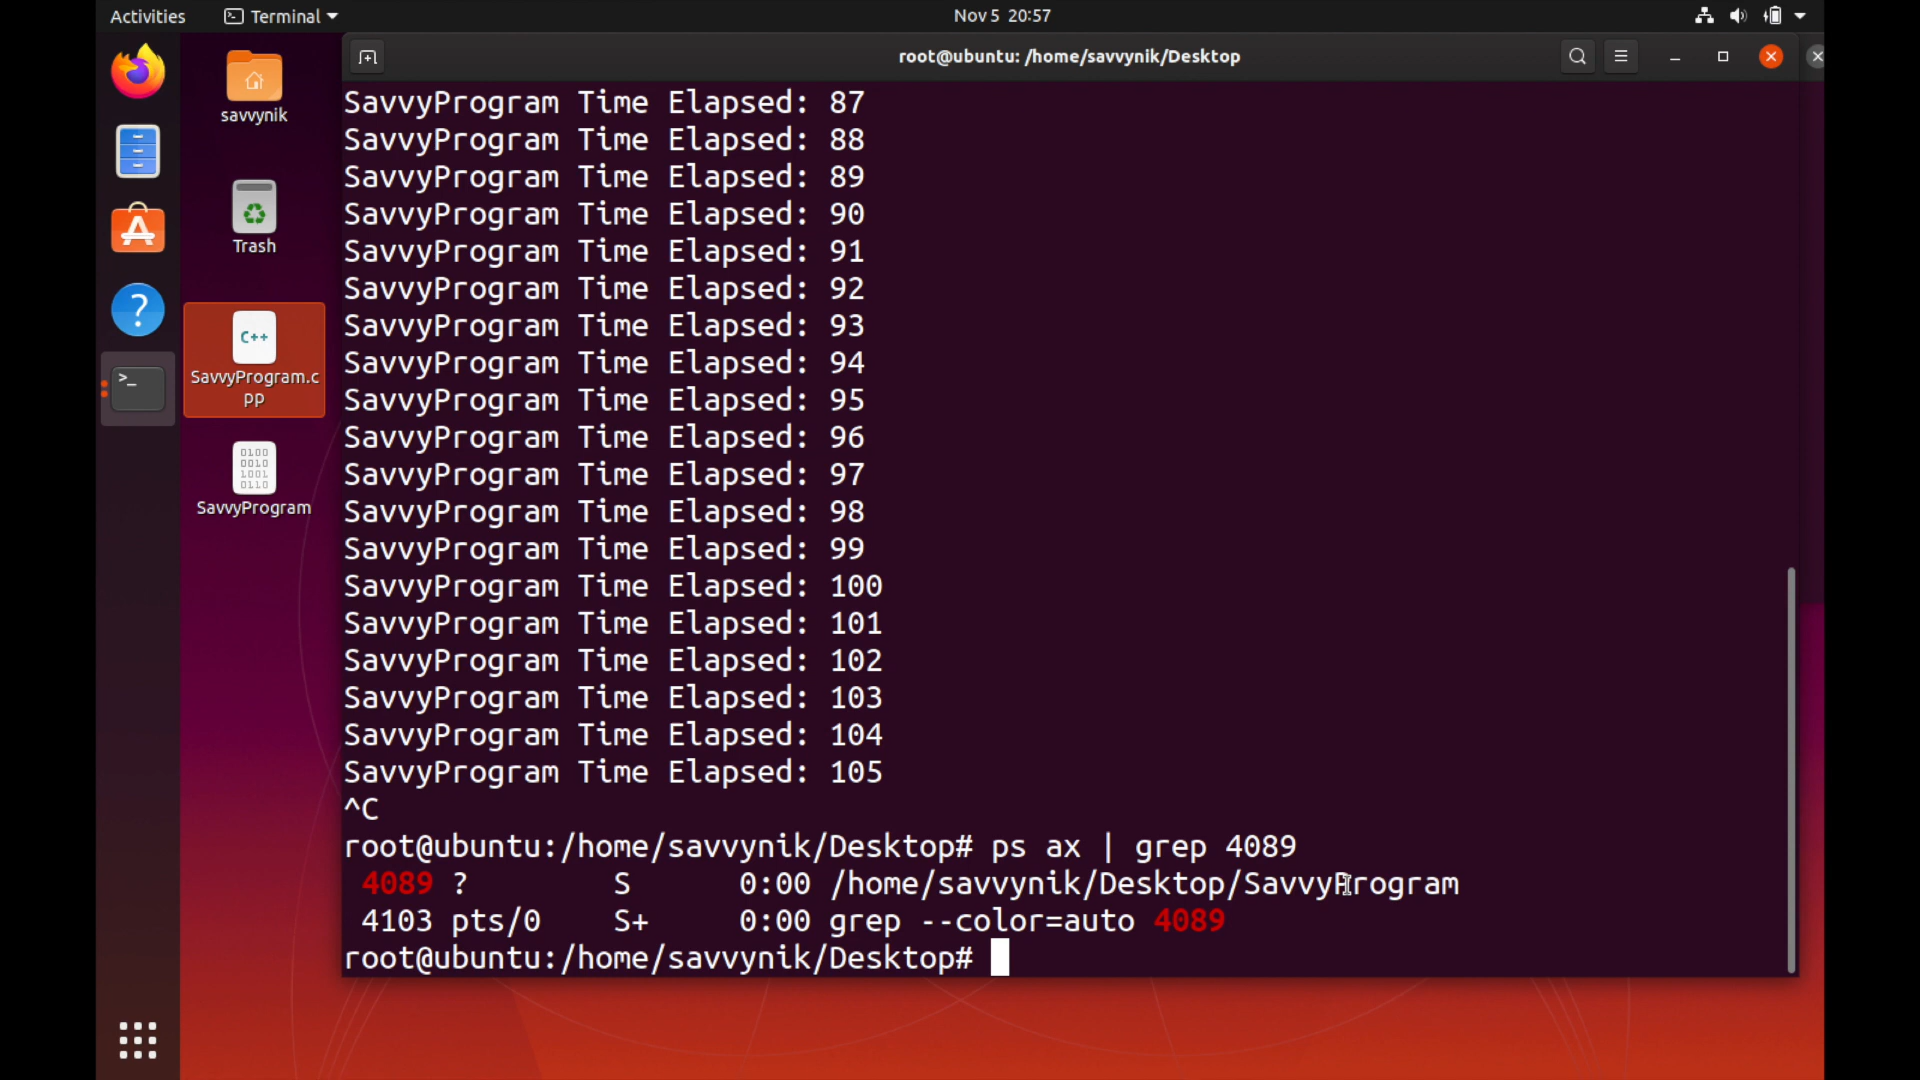 Activities Terminal Nov 5 20:57
root@ubuntu: /home/savvynik/Desktop
savvynik
Trash
C++
SavvyProgram.c
pp
0100
0010
1001
0110
SavvyProgram
SavvyProgram Time Elapsed: 87
SavvyProgram Time Elapsed: 88
SavvyProgram Time Elapsed: 89
SavvyProgram Time Elapsed: 90
SavvyProgram Time Elapsed: 91
SavvyProgram Time Elapsed: 92
SavvyProgram Time Elapsed: 93
SavvyProgram Time Elapsed: 94
SavvyProgram Time Elapsed: 95
SavvyProgram Time Elapsed: 96
SavvyProgram Time Elapsed: 97
SavvyProgram Time Elapsed: 98
SavvyProgram Time Elapsed: 99
SavvyProgram Time Elapsed: 100
SavvyProgram Time Elapsed: 101
SavvyProgram Time Elapsed: 102
SavvyProgram Time Elapsed: 103
SavvyProgram Time Elapsed: 104
SavvyProgram Time Elapsed: 105
^C
root@ubuntu:/home/savvynik/Desktop# ps ax | grep 4089
4089 ? S 0:00 /home/savvynik/Desktop/SavvyProgram
4103 pts/0 S+ 0:00 grep --color=auto 4089
root@ubuntu:/home/savvynik/Desktop#